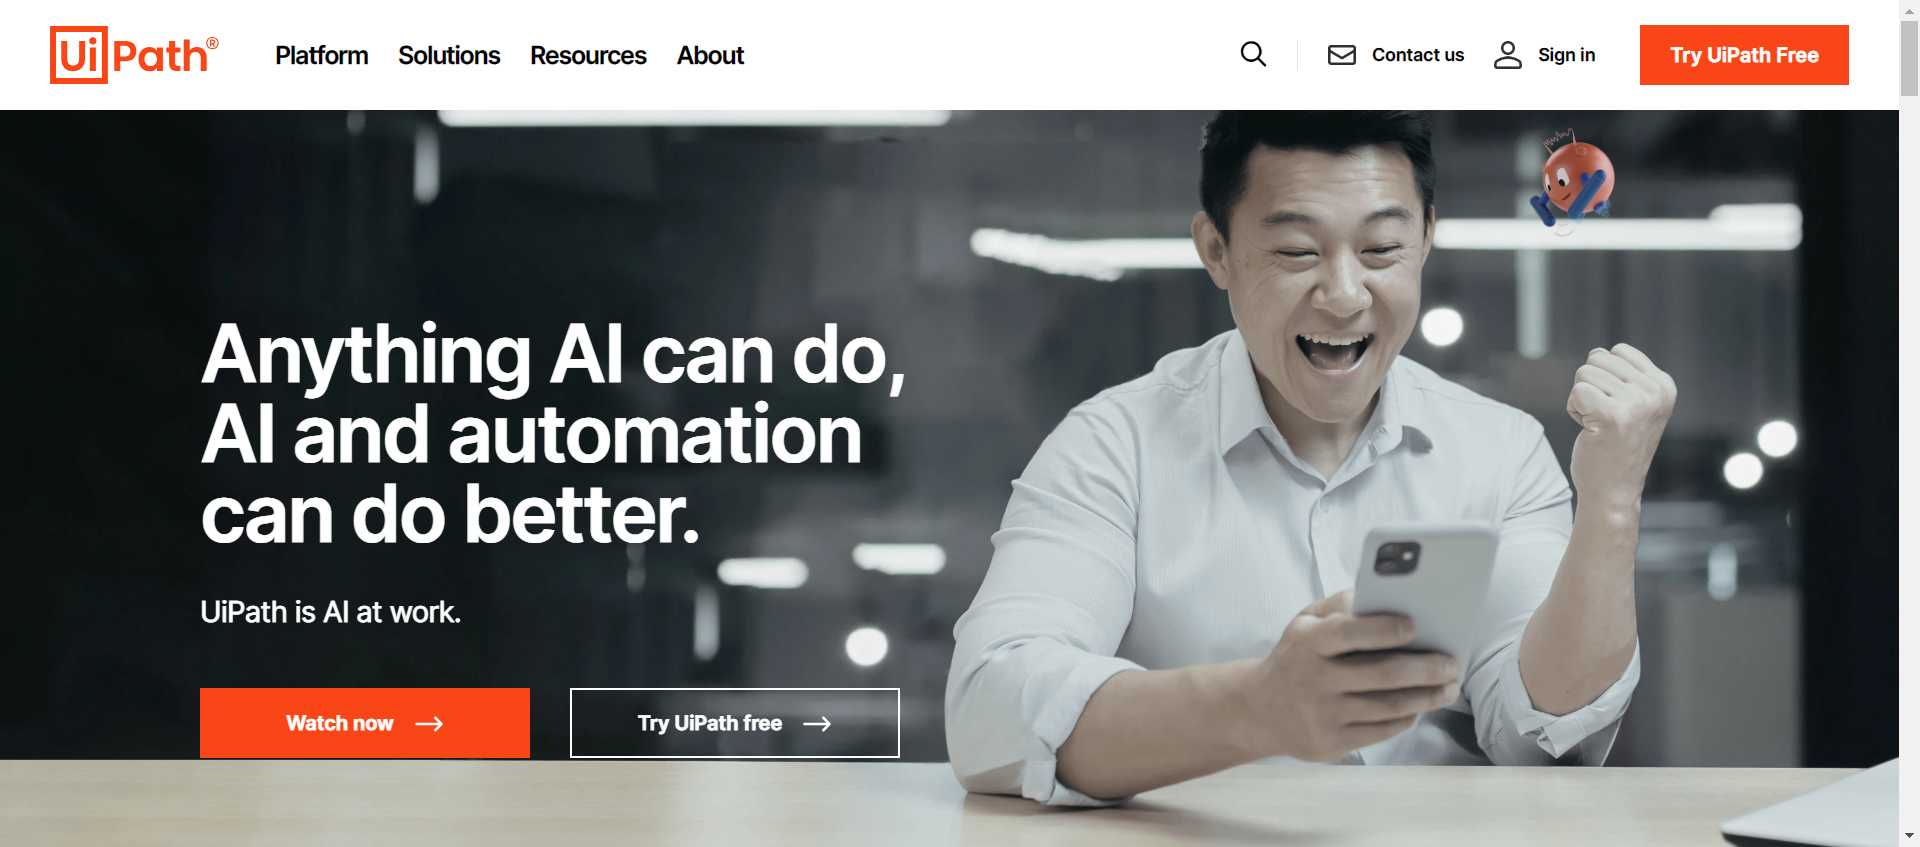 UiPath®
Platform
Solutions
Resources
About
Contact us
Sign in
Try UiPath Free
Anything AI can do,
AI and automation
can do better.
UiPath is AI at work.
Watch now →
Try UiPath free →